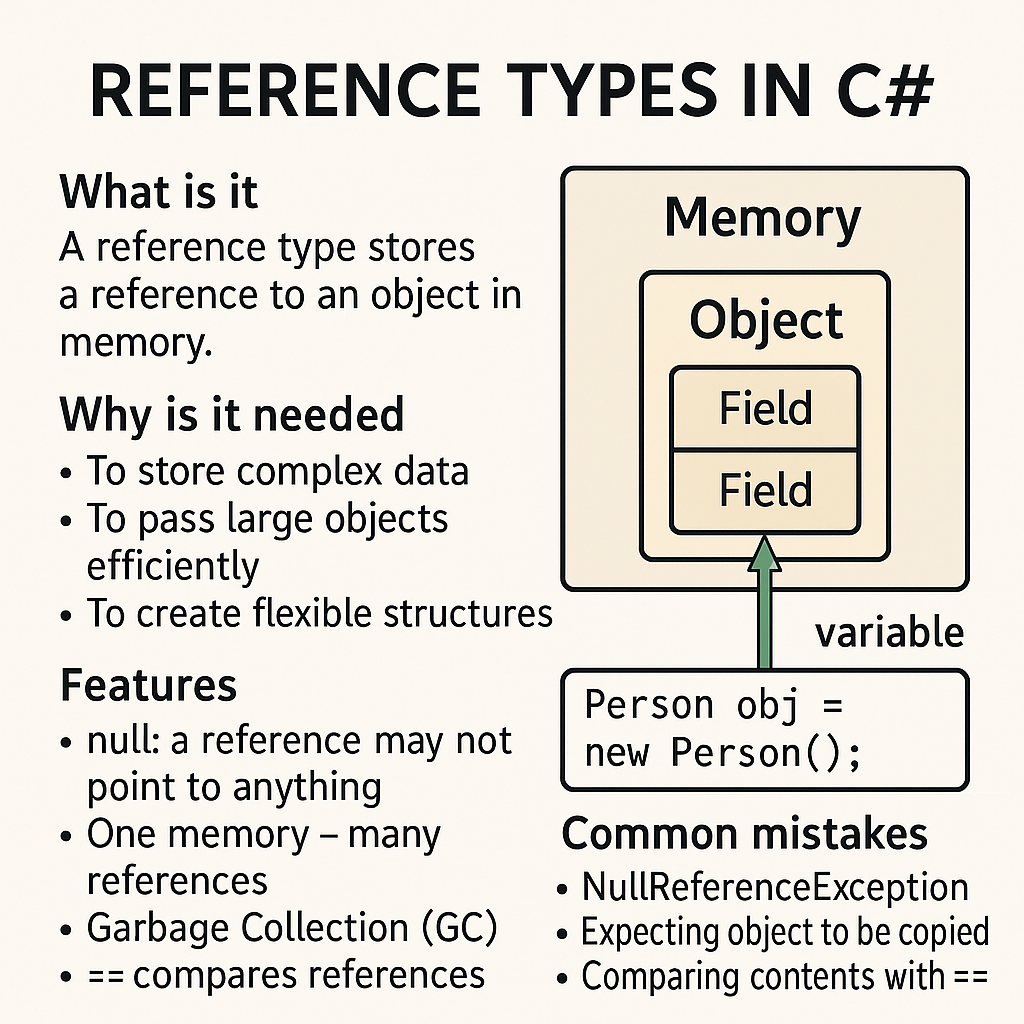 REFERENCE TYPES IN C#
What is it
A reference type stores
a reference to an object in
memory.
Why is it needed
• To store complex data
• To pass large objects
efficiently
• To create flexible structures
Features
• null: a reference may not
point to anything
• One memory – many
references
• Garbage Collection (GC)
• == compares references
Memory
Object
Field
Field
variable
Person obj =
new Person();
Common mistakes
• NullReferenceException
• Expecting object to be copied
• Comparing contents with ==